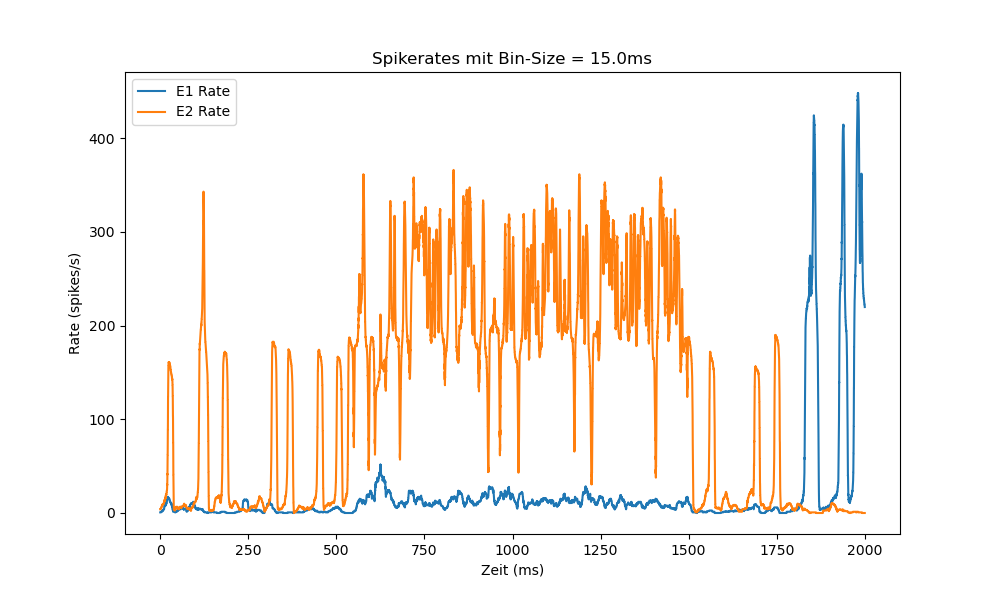 Spikerates mit Bin-Size = 15.0ms
E1 Rate
E2 Rate
Rate (spikes/s)
400
300
200
100
0
0 250 500 750 1000 1250 1500 1750 2000
Zeit (ms)